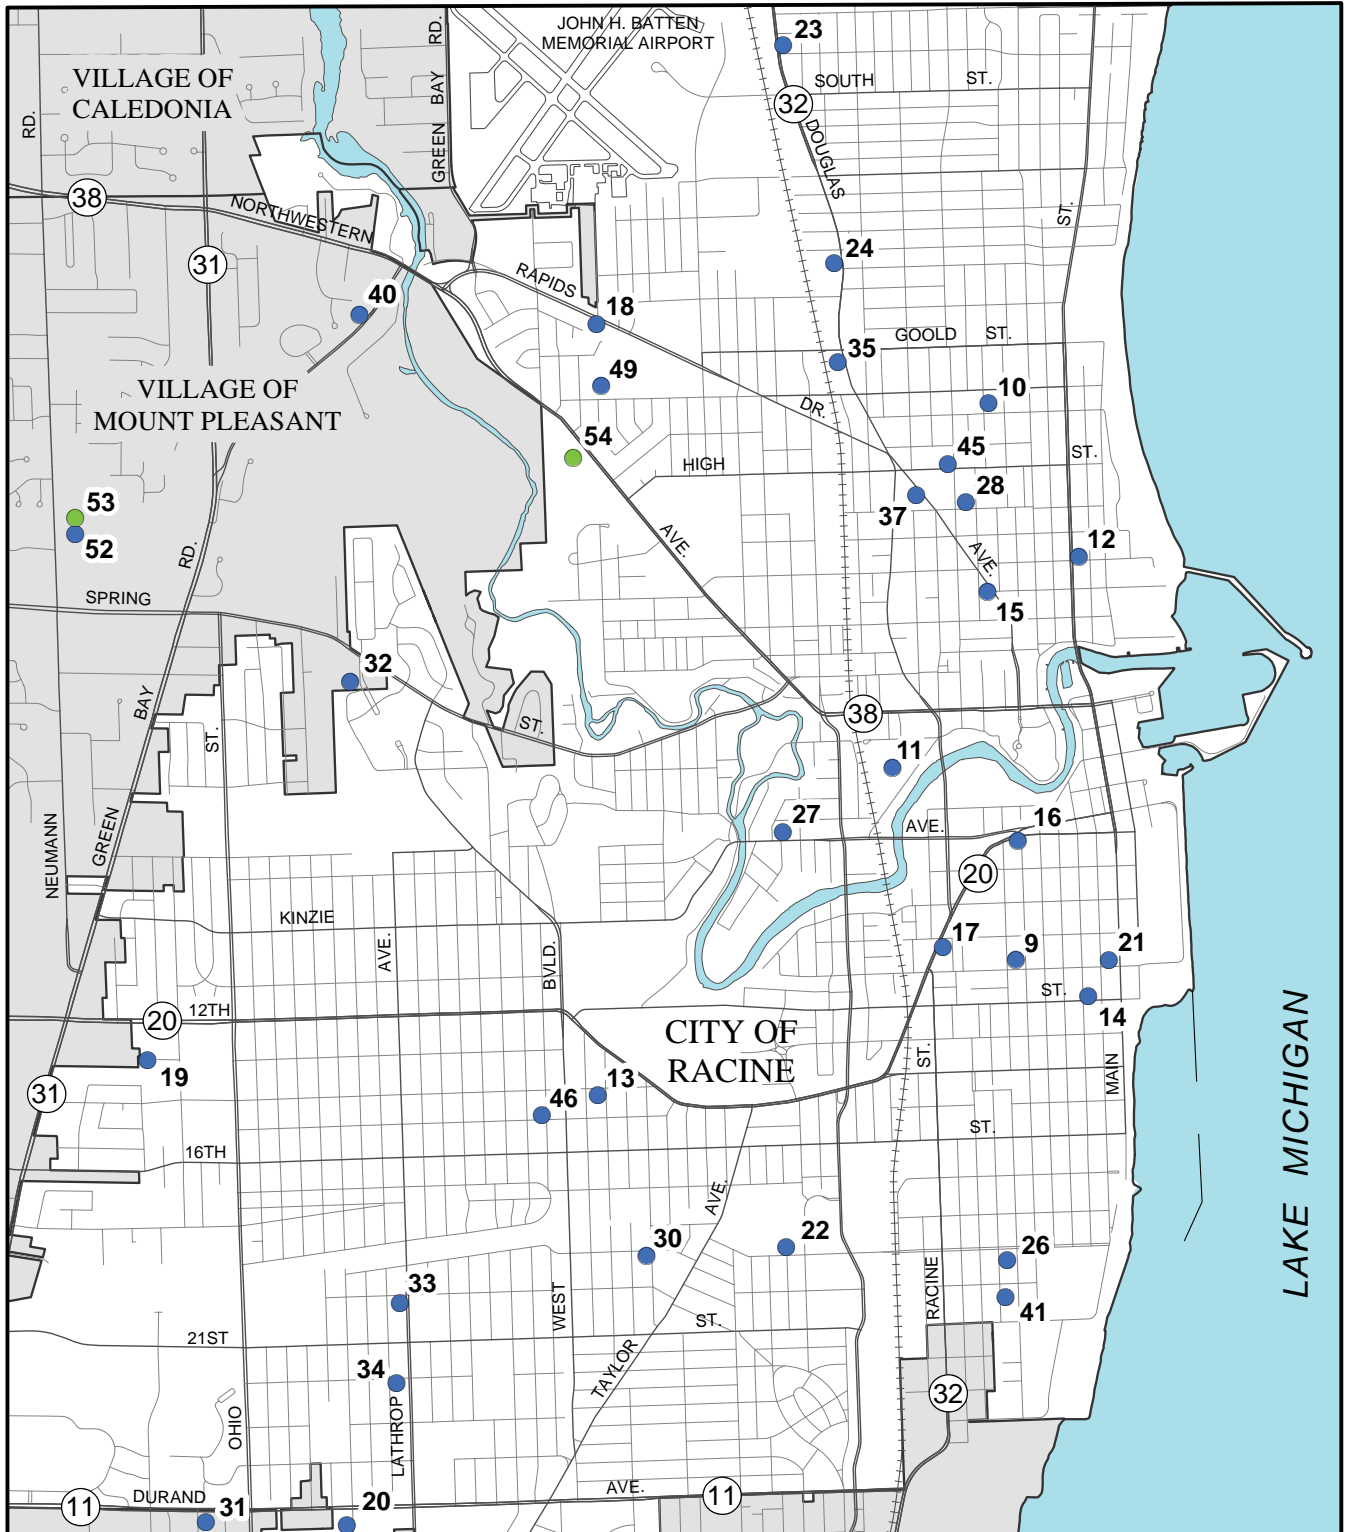 JOHN H. BATTEN
MEMORIAL AIRPORT
23
RD.
VILLAGE OF
CALEDONIA
SOUTH ST.
32
GREEN BAY
RD.
DOUGLAS
38
NORTHWESTERN
ST.
31
24
RAPIDS
40
18
GOOLD ST.
35
49
10
VILLAGE OF
MOUNT PLEASANT
DR.
54
45
HIGH
ST.
28
53
37
52
AVE.
12
AVE.
RD.
SPRING
15
32
BAY
ST.
ST.
38
11
27
16
AVE.
GREEN
NEUMANN
20
KINZIE
17
9
21
AVE.
BVLD.
ST.
12TH
20
14
CITY OF
RACINE
ST.
19
13
MAIN
31
46
LAKE MICHIGAN
ST.
16TH
AVE.
22
30
26
33
RACINE
41
WEST
ST.
21ST
TAYLOR
34
32
OHIO
LATHROP
AVE.
11
DURAND
11
31
20